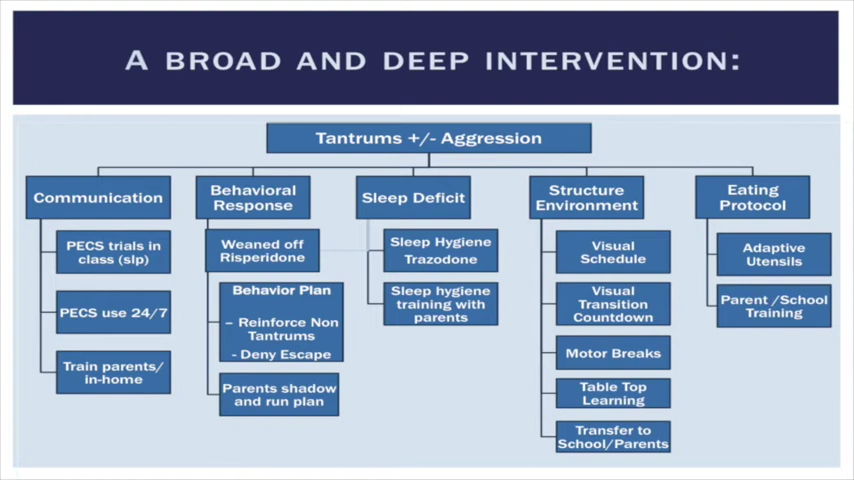 A BROAD AND DEEP INTERVENTION:
Tantrums +/- Aggression
Communication
PECS trials in
class (slp)
PECS use 24/7
Train parents/
in-home
Behavioral
Response
Weaned off
Risperidone
Behavior Plan
– Reinforce Non
Tantrums
- Deny Escape
Parents shadow
and run plan
Sleep Deficit
Sleep Hygiene
Trazodone
Sleep hygiene
training with
parents
Structure
Environment
Visual
Schedule
Visual
Transition
Countdown
Motor Breaks
Table Top
Learning
Transfer to
School/Parents
Eating
Protocol
Adaptive
Utensils
Parent /School
Training